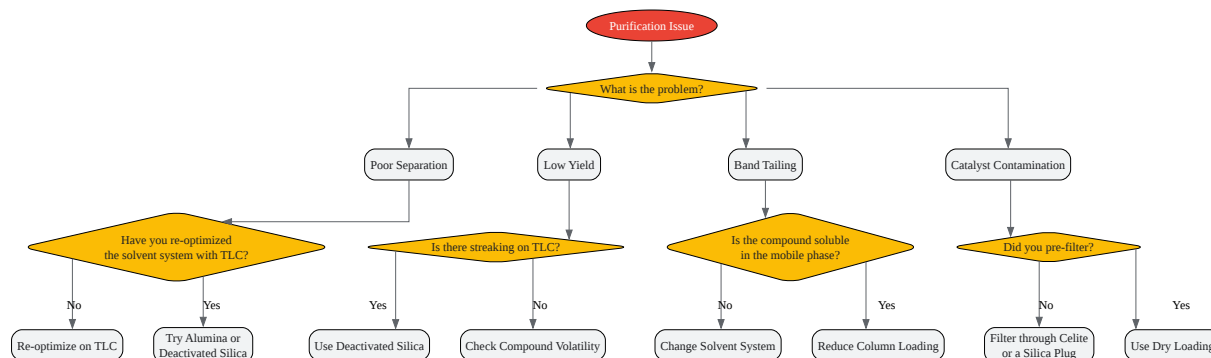 Purification Issue
What is the problem?
Poor Separation
Low Yield
Band Tailing
Catalyst Contamination
Have you re-optimized
the solvent system with TLC?
Is there streaking on TLC?
Is the compound soluble
in the mobile phase?
Did you pre-filter?
No
Yes
Yes
No
No
Yes
No
Yes
Re-optimize on TLC
Try Alumina or
Deactivated Silica
Use Deactivated Silica
Check Compound Volatility
Change Solvent System
Reduce Column Loading
Filter through Celite
or a Silica Plug
Use Dry Loading